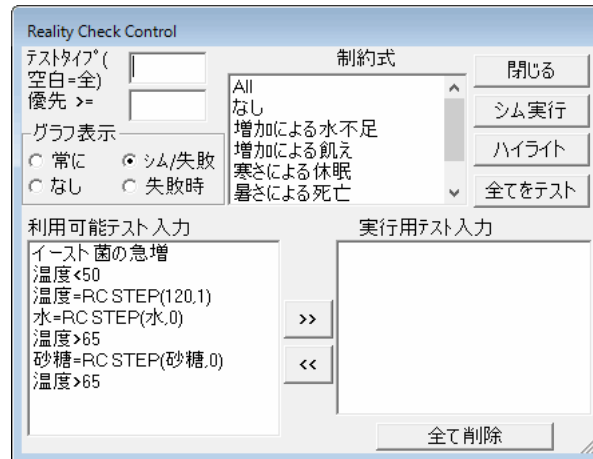 Reality Check Control
テストタイプ(
空白=全)
優先 >=
グラフ表示
常に
シム/失敗
なし
失敗時
制約式
All
なし
増加による水不足
増加による飢え
寒さによる休眠
暑さによる死亡
閉じる
シム実行
ハイライト
全てをテスト
利用可能テスト入力
イースト菌の急増
温度<50
温度=RC STEP(120,1)
水=RC STEP(水,0)
温度>65
砂糖=RC STEP(砂糖,0)
温度>65
>>
<<
実行用テスト入力
全て削除